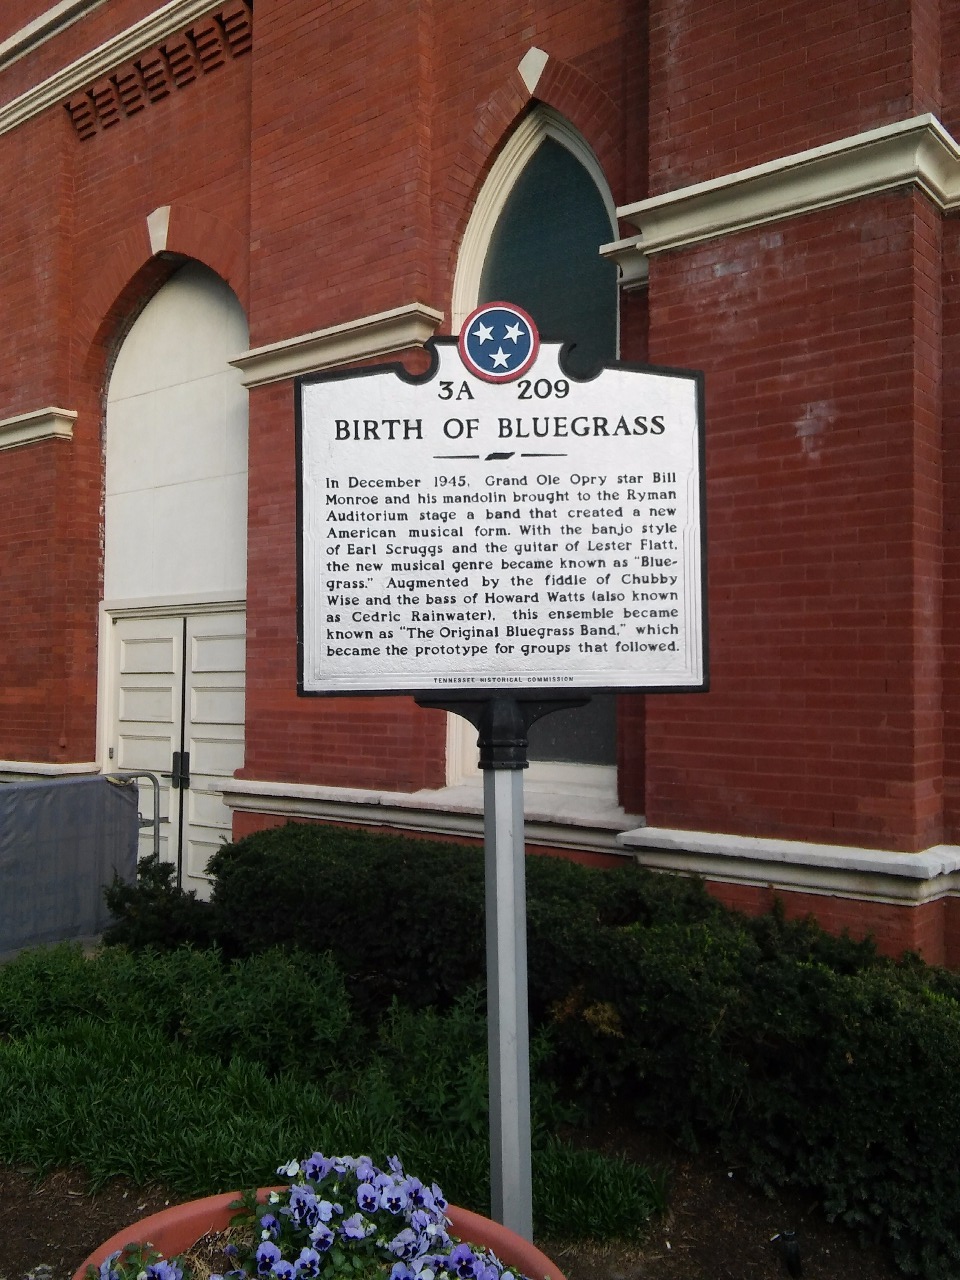 3A 209
BIRTH OF BLUEGRASS
In December 1945, Grand Ole Opry star Bill
Monroe and his mandolin brought to the Ryman
Auditorium stage a band that created a new
American musical form. With the banjo style
of Earl Scruggs and the guitar of Lester Flatt,
the new musical genre became known as "Blue-
grass." Augmented by the fiddle of Chubby
Wise and the bass of Howard Watts (also known
as Cedric Rainwater), this ensemble became
known as "The Original Bluegrass Band," which
became the prototype for groups that followed.
TENNESSEE HISTORICAL COMMISSION